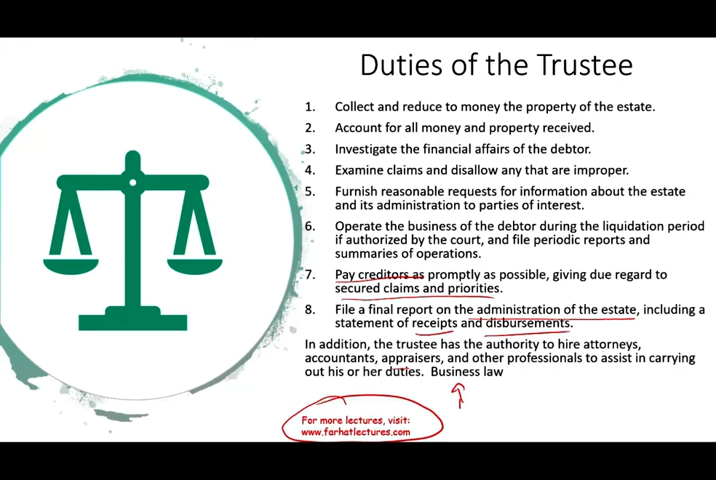 Duties of the Trustee
1. Collect and reduce to money the property of the estate.
2. Account for all money and property received.
3. Investigate the financial affairs of the debtor.
4. Examine claims and disallow any that are improper.
5. Furnish reasonable requests for information about the estate
and its administration to parties of interest.
6. Operate the business of the debtor during the liquidation period
if authorized by the court, and file periodic reports and
summaries of operations.
7. Pay creditors as promptly as possible, giving due regard to
secured claims and priorities.
8. File a final report on the administration of the estate, including a
statement of receipts and disbursements.
In addition, the trustee has the authority to hire attorneys,
accountants, appraisers, and other professionals to assist in carrying
out his or her duties. Business law
For more lectures, visit:
www.farhatlectures.com